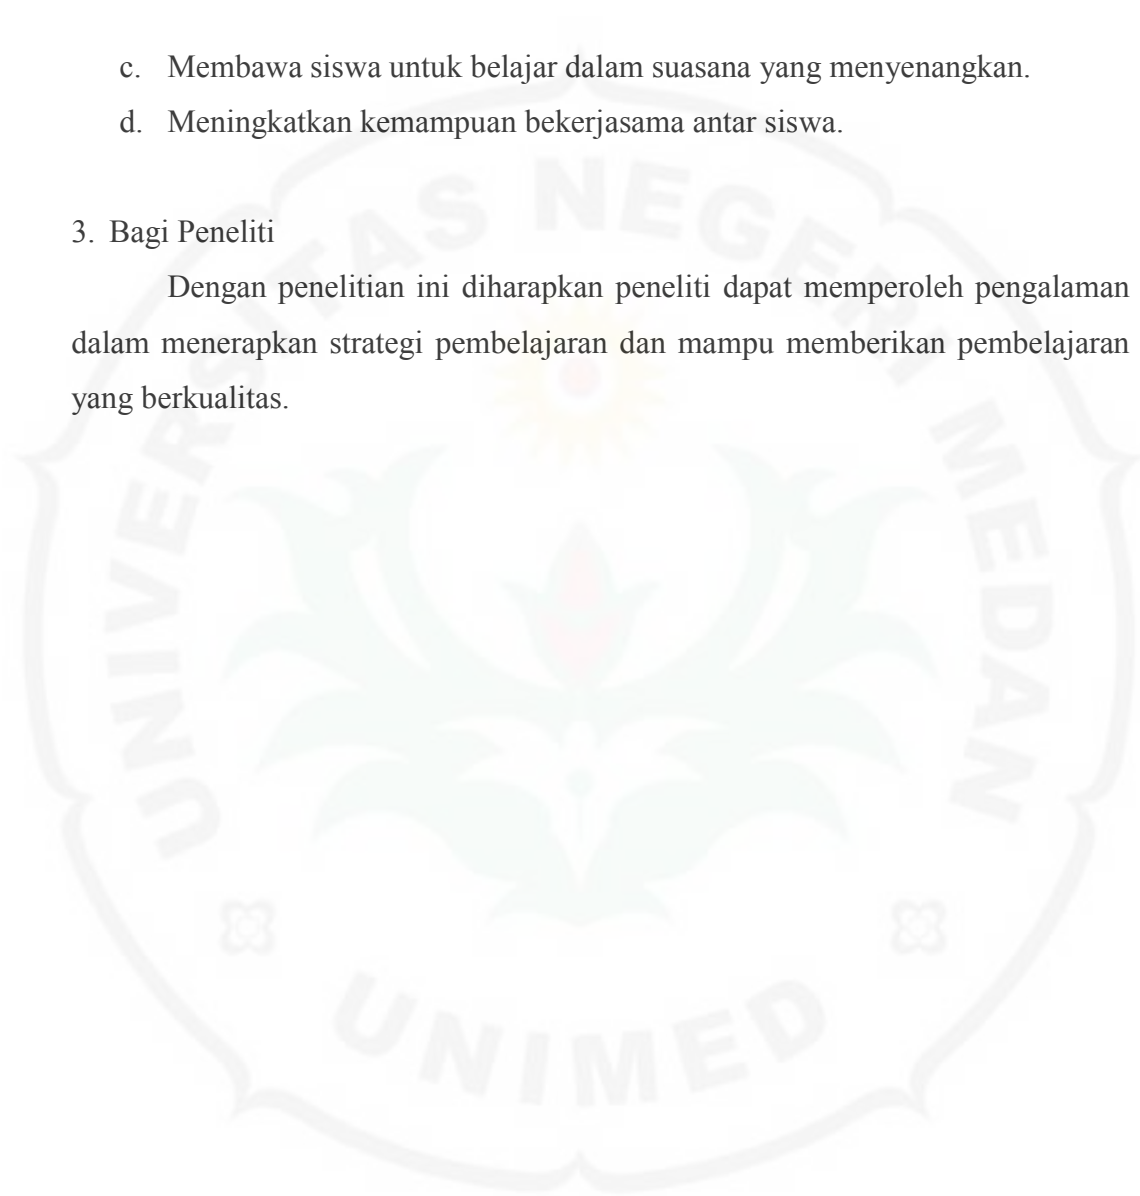 c. Membawa siswa untuk belajar dalam suasana yang menyenangkan.
d. Meningkatkan kemampuan bekerjasama antar siswa.
3. Bagi Peneliti
Dengan penelitian ini diharapkan peneliti dapat memperoleh pengalaman
dalam menerapkan strategi pembelajaran dan mampu memberikan pembelajaran
yang berkualitas.
UNIVERSITAS NEGERI MEDAN
UNIMED